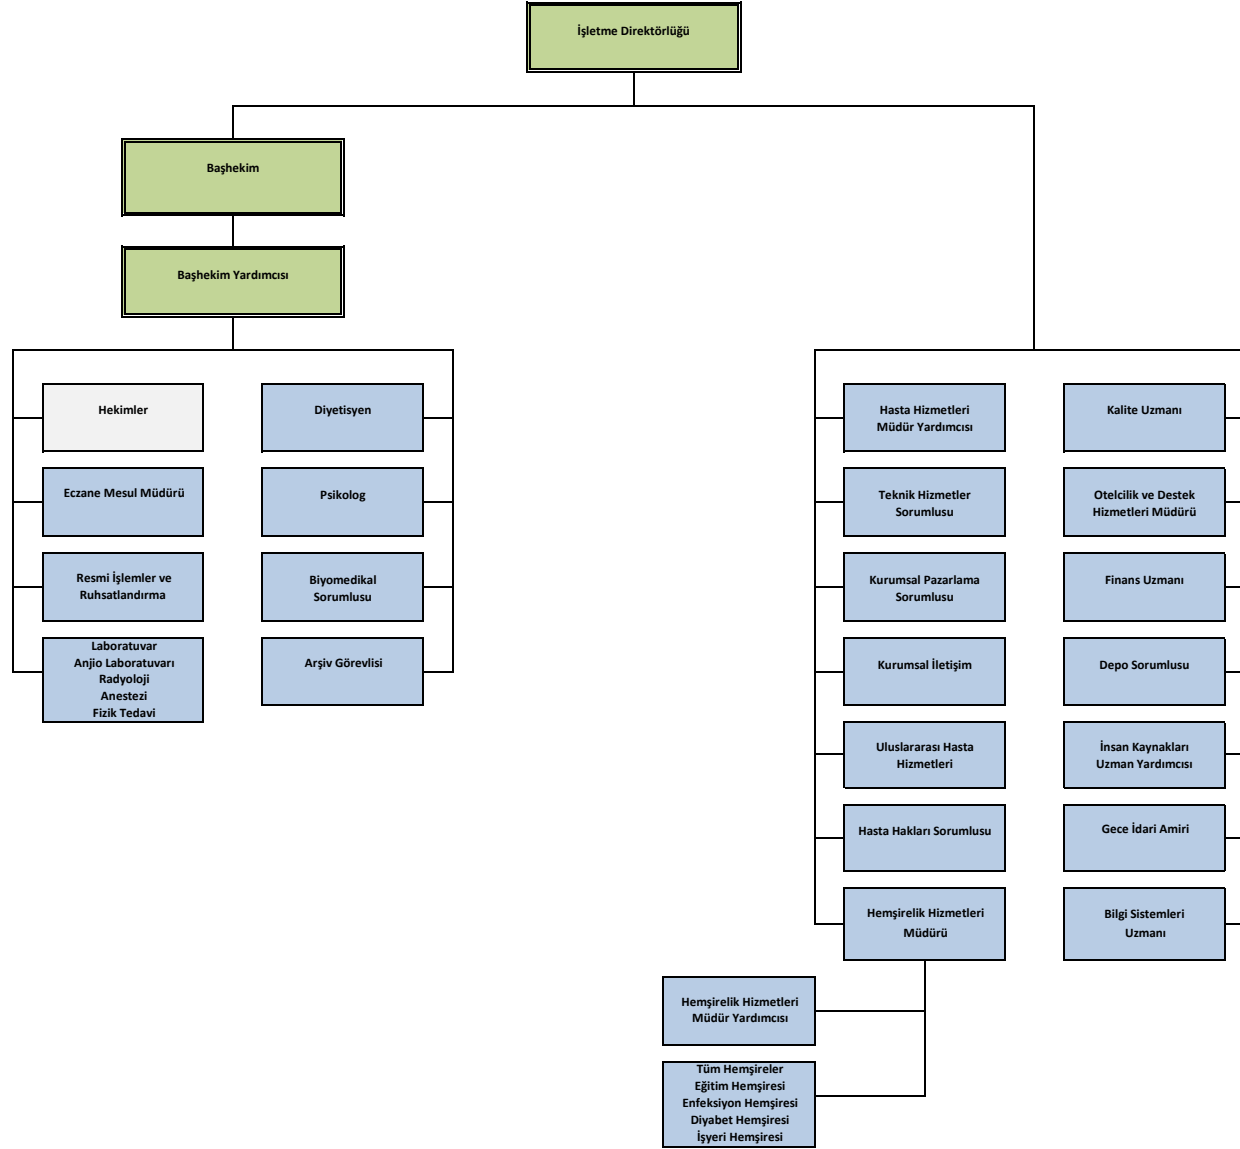 İşletme Direktörlüğü
Başhekim
Başhekim Yardımcısı
Hekimler
Diyetisyen
Eczane Mesul Müdürü
Psikolog
Resmi İşlemler ve
Ruhsatlandırma
Biyomedikal
Sorumlusu
Laboratuvar
Anjio Laboratuvarı
Radyoloji
Anestezi
Fizik Tedavi
Arşiv Görevlisi
Hasta Hizmetleri
Müdür Yardımcısı
Kalite Uzmanı
Teknik Hizmetler
Sorumlusu
Otelcilik ve Destek
Hizmetleri Müdürü
Kurumsal Pazarlama
Sorumlusu
Finans Uzmanı
Kurumsal İletişim
Depo Sorumlusu
Uluslararası Hasta
Hizmetleri
İnsan Kaynakları
Uzman Yardımcısı
Hasta Hakları Sorumlusu
Gece İdari Amiri
Hemşirelik Hizmetleri
Müdürü
Bilgi Sistemleri
Uzmanı
Hemşirelik Hizmetleri
Müdür Yardımcısı
Tüm Hemşireler
Eğitim Hemşiresi
Enfeksiyon Hemşiresi
Diyabet Hemşiresi
İşyeri Hemşiresi